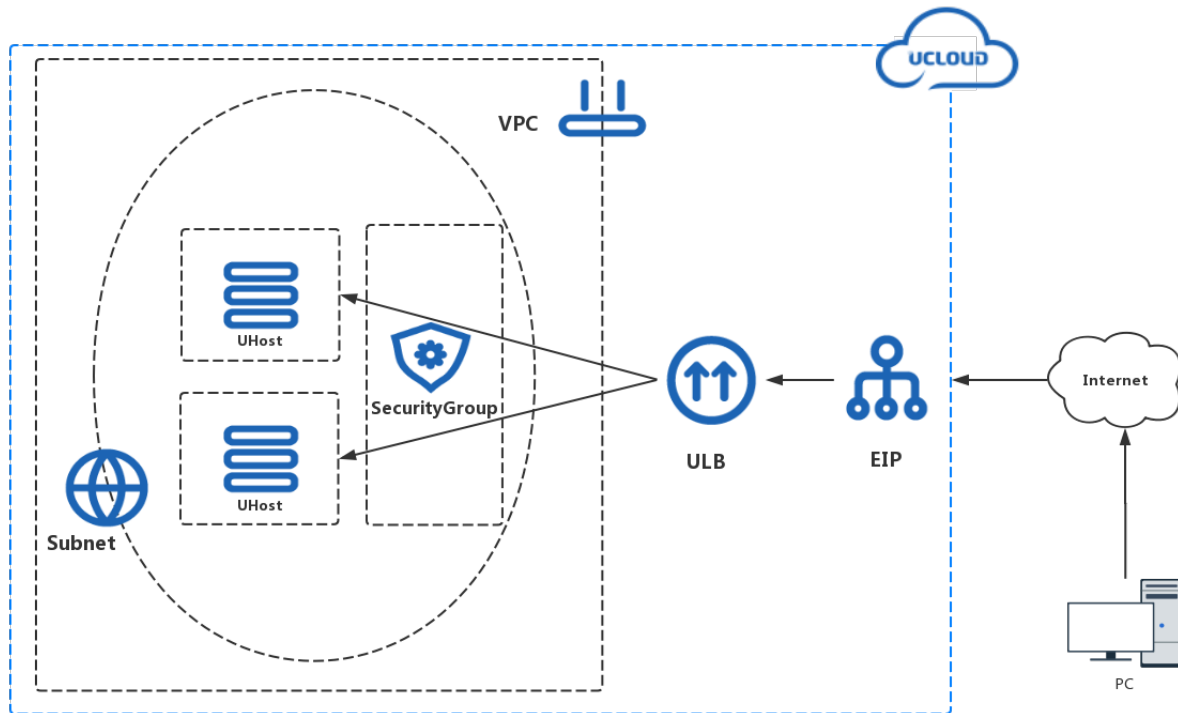 UCLOUD
VPC
UHost
SecurityGroup
UHost
Subnet
ULB
EIP
Internet
PC